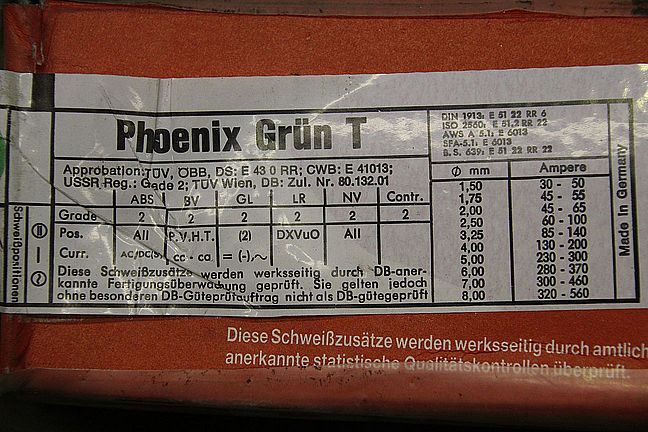 Phoenix Grün T
DIN 1913: E 51 22 RR 6
ISO 2560: E 51.2 RR 22
AWS A 5.1: E 6013
SFA-5.1: E 6013
B. S. 639: E 51 22 RR 22
Approbation: TÜV, ÖBB, DS: E 43 0 RR; CWB: E 41013;
USSR Reg.: Gade 2; TÜV Wien, DB: Zul. Nr. 80.132.01
ABS BV GL LR NV Contr.
Grade 2 2 2 2 2 2
Pos. All P.V.H.T. (2) DXVuO All
Curr. AC/DC(S) cc - ca = (-),~
Diese Schweißzusätze werden werksseitig durch DB-aner-
kannte Fertigungsüberwachung geprüft. Sie gelten jedoch
ohne besonderen DB-Güteprüfauftrag nicht als DB-gütegeprüft
Ø mm Ampere
1,50 30 - 50
1,75 45 - 55
2,00 45 - 65
2,50 60 - 100
3,25 85 - 140
4,00 130 - 200
5,00 230 - 300
6,00 280 - 370
7,00 300 - 460
8,00 320 - 560
Made in Germany
Schweißpositionen
Diese Schweißzusätze werden werksseitig durch amtlich
anerkannte statistische Qualitätskontrollen überprüft.